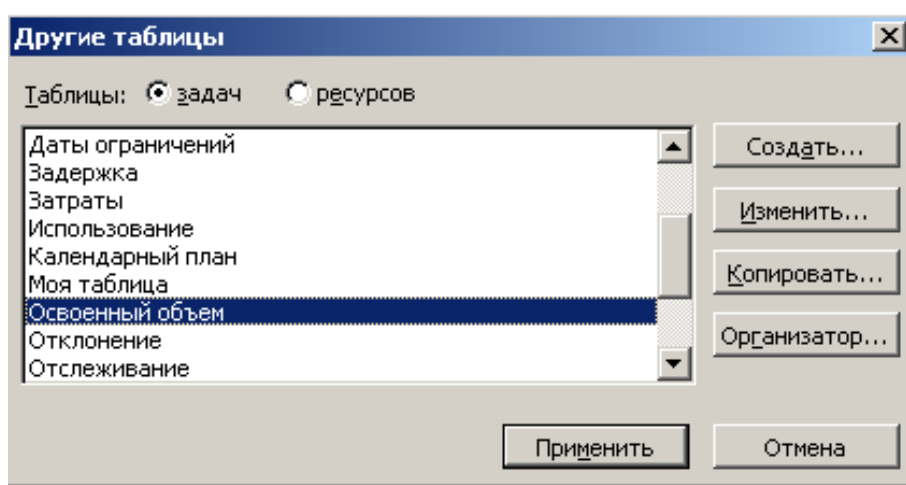 Другие таблицы
Таблицы: задач ресурсов
Даты ограничений
Задержка
Затраты
Использование
Календарный план
Моя таблица
Освоенный объем
Отклонение
Отслеживание
Создать...
Изменить...
Копировать...
Организатор...
Применить Отмена